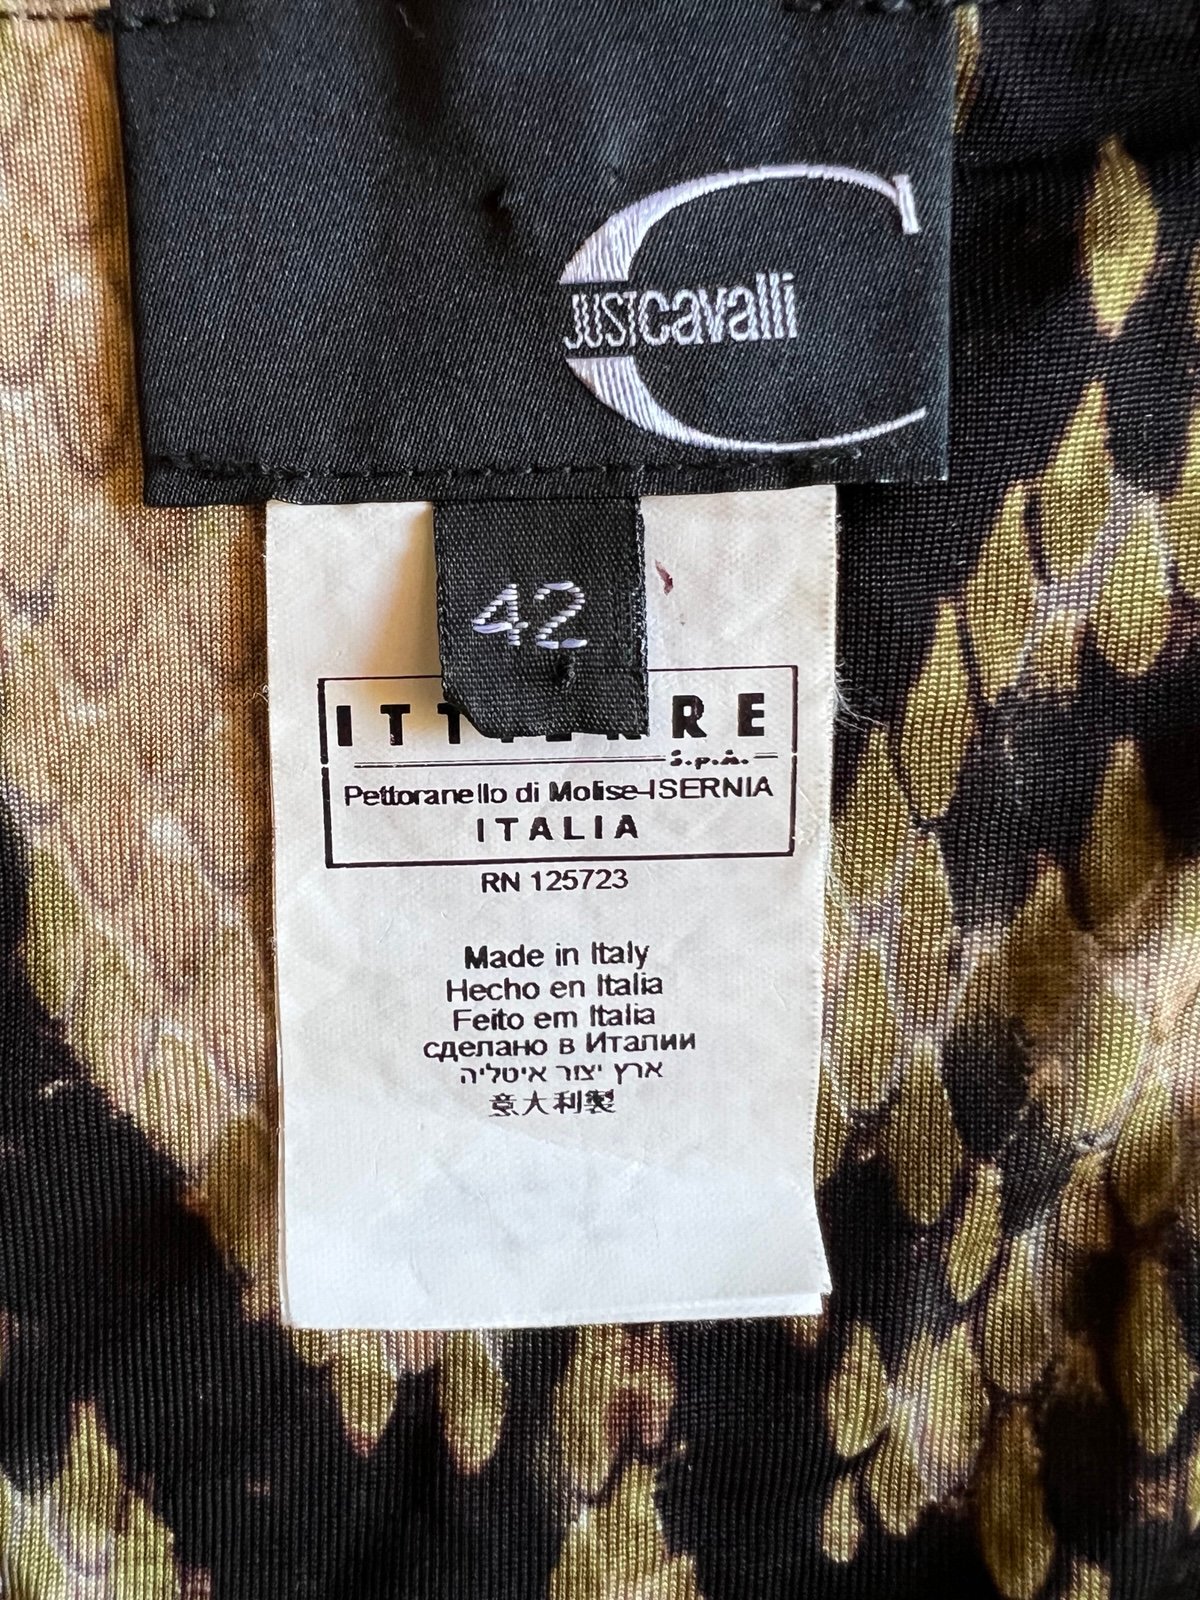 JUSTcavalli
42
S.p.A.
Pettoranello di Molise-ISERNIA
ITALIA
RN 125723
Made in Italy
Hecho en Italia
Feito em Italia
сделано в Италии
ארץ יצור איטליה
意大利製